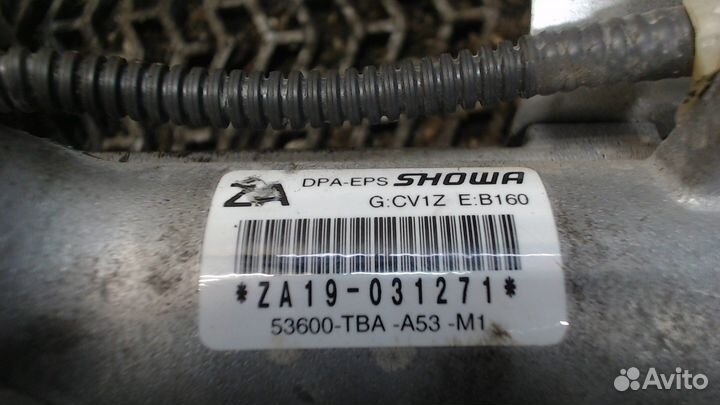 ZA DPA-EPS SHOWA
G:CV1Z E:B160
*ZA19-031271*
53600-TBA -A53 -M1
Avito